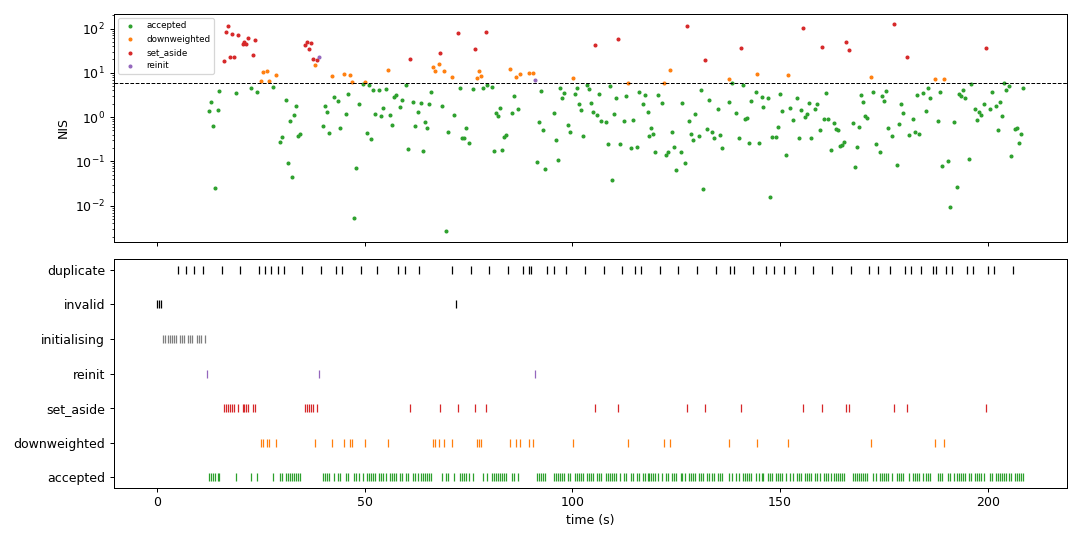 accepted
downweighted
set_aside
reinit
10²
10¹
10⁰
10⁻¹
10⁻²
NIS
duplicate
invalid
initialising
reinit
set_aside
downweighted
accepted
0 50 100 150 200
time (s)